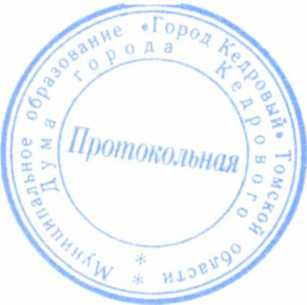 Муниципальное образование «Город Кедровый» Томской области
Дума города Кедрового
Протокольная